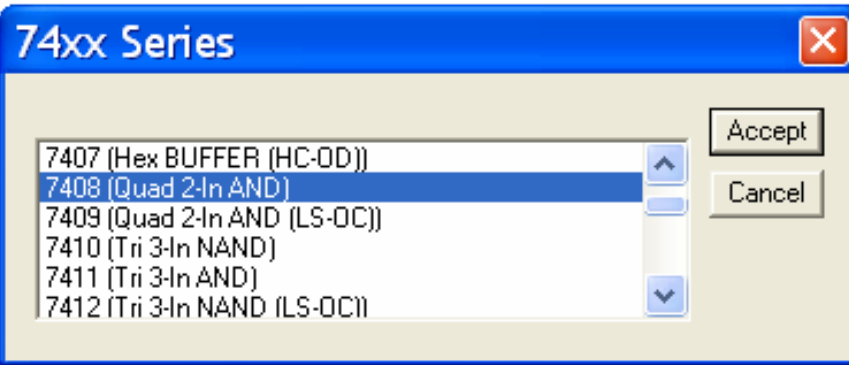 74xx Series
7407 (Hex BUFFER (HC-OD))
7408 (Quad 2-In AND)
7409 (Quad 2-In AND (LS-OC))
7410 (Tri 3-In NAND)
7411 (Tri 3-In AND)
7412 (Tri 3-In NAND (LS-OC))
Accept
Cancel